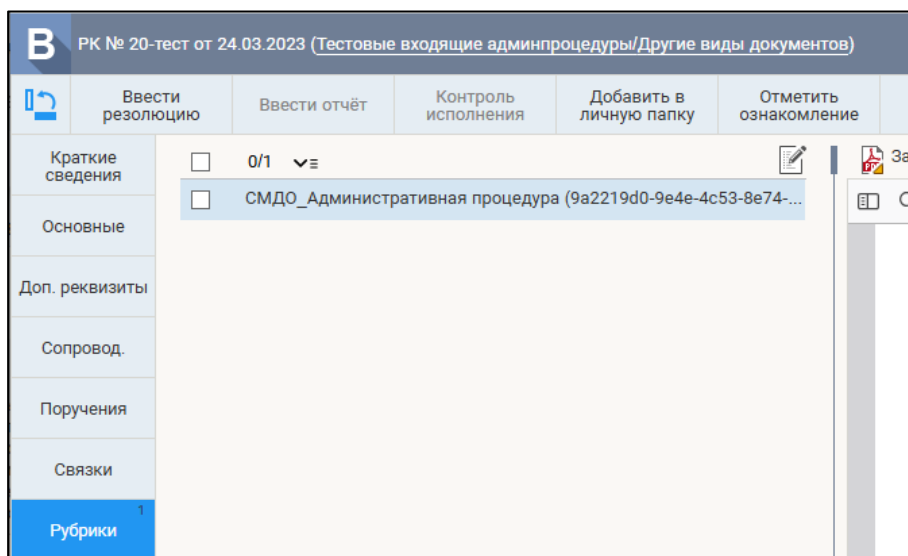 В РК № 20-тест от 24.03.2023 (Тестовые входящие админпроцедуры/Другие виды документов)
Ввести резолюцию
Ввести отчёт
Контроль исполнения
Добавить в личную папку
Отметить ознакомление
Краткие сведения
0/1
За
СМДО_Административная процедура (9a2219d0-9e4e-4c53-8e74-...
Основные
Доп. реквизиты
Сопровод.
Поручения
Связки
1
Рубрики